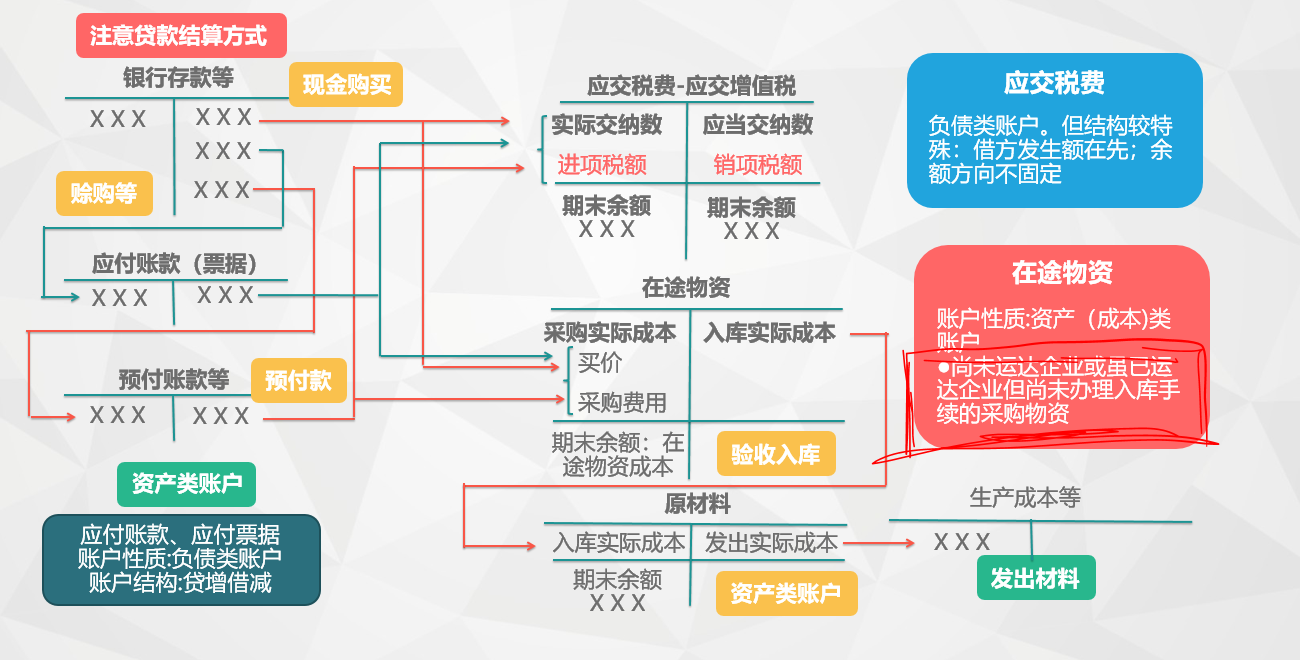 注意贷款结算方式
银行存款等
现金购买
X X X
X X X
X X X
X X X
赊购等
应付账款（票据）
X X X
X X X
预付账款等
预付款
X X X
X X X
资产类账户
应付账款、应付票据
账户性质:负债类账户
账户结构:贷增借减
应交税费-应交增值税
实际交纳数
应当交纳数
进项税额
销项税额
期末余额
X X X
期末余额
X X X
在途物资
采购实际成本
入库实际成本
买价
采购费用
期末余额：在
途物资成本
验收入库
原材料
入库实际成本
发出实际成本
期末余额
X X X
资产类账户
应交税费
负债类账户。但结构较特
殊：借方发生额在先；余
额方向不固定
在途物资
账户性质:资产（成本)类
账户
●尚未运达企业或虽已运
达企业但尚未办理入库手
续的采购物资
生产成本等
X X X
发出材料